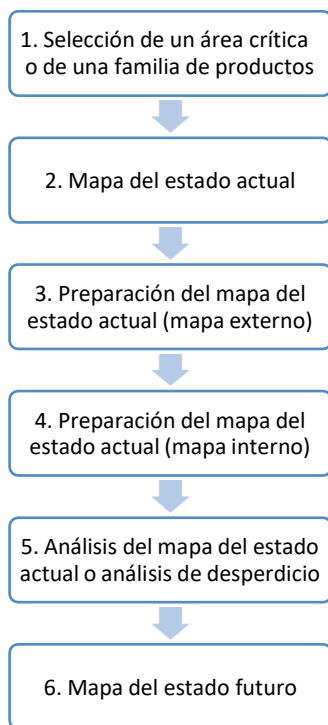 1. Selección de un área crítica
o de una familia de productos
2. Mapa del estado actual
3. Preparación del mapa del
estado actual (mapa externo)
4. Preparación del mapa del
estado actual (mapa interno)
5. Análisis del mapa del estado
actual o análisis de desperdicio
6. Mapa del estado futuro